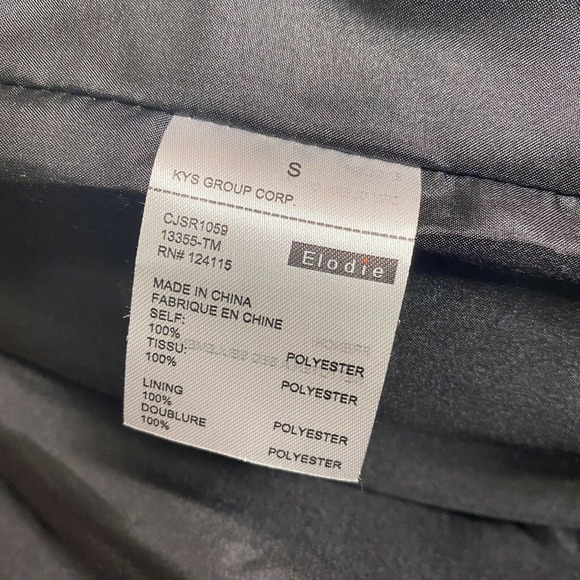 S
KYS GROUP CORP.
CJSR1059
13355-TM
RN# 124115
Elodie
MADE IN CHINA
FABRIQUE EN CHINE
SELF:
100% POLYESTER
TISSU:
100% POLYESTER
LINING
100% POLYESTER
DOUBLURE
100% POLYESTER